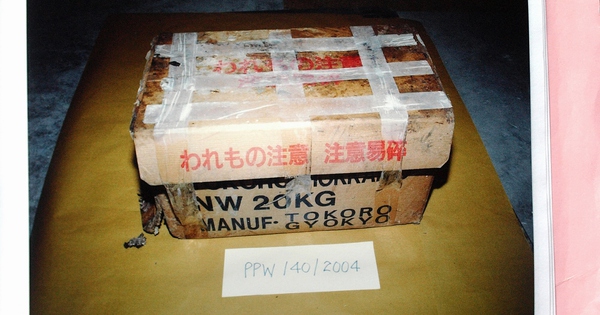 われもの注意
われもの注意 注意易碎
NW 20KG
MANUF- TOKORO
GYOKYO
PPW/40/2004